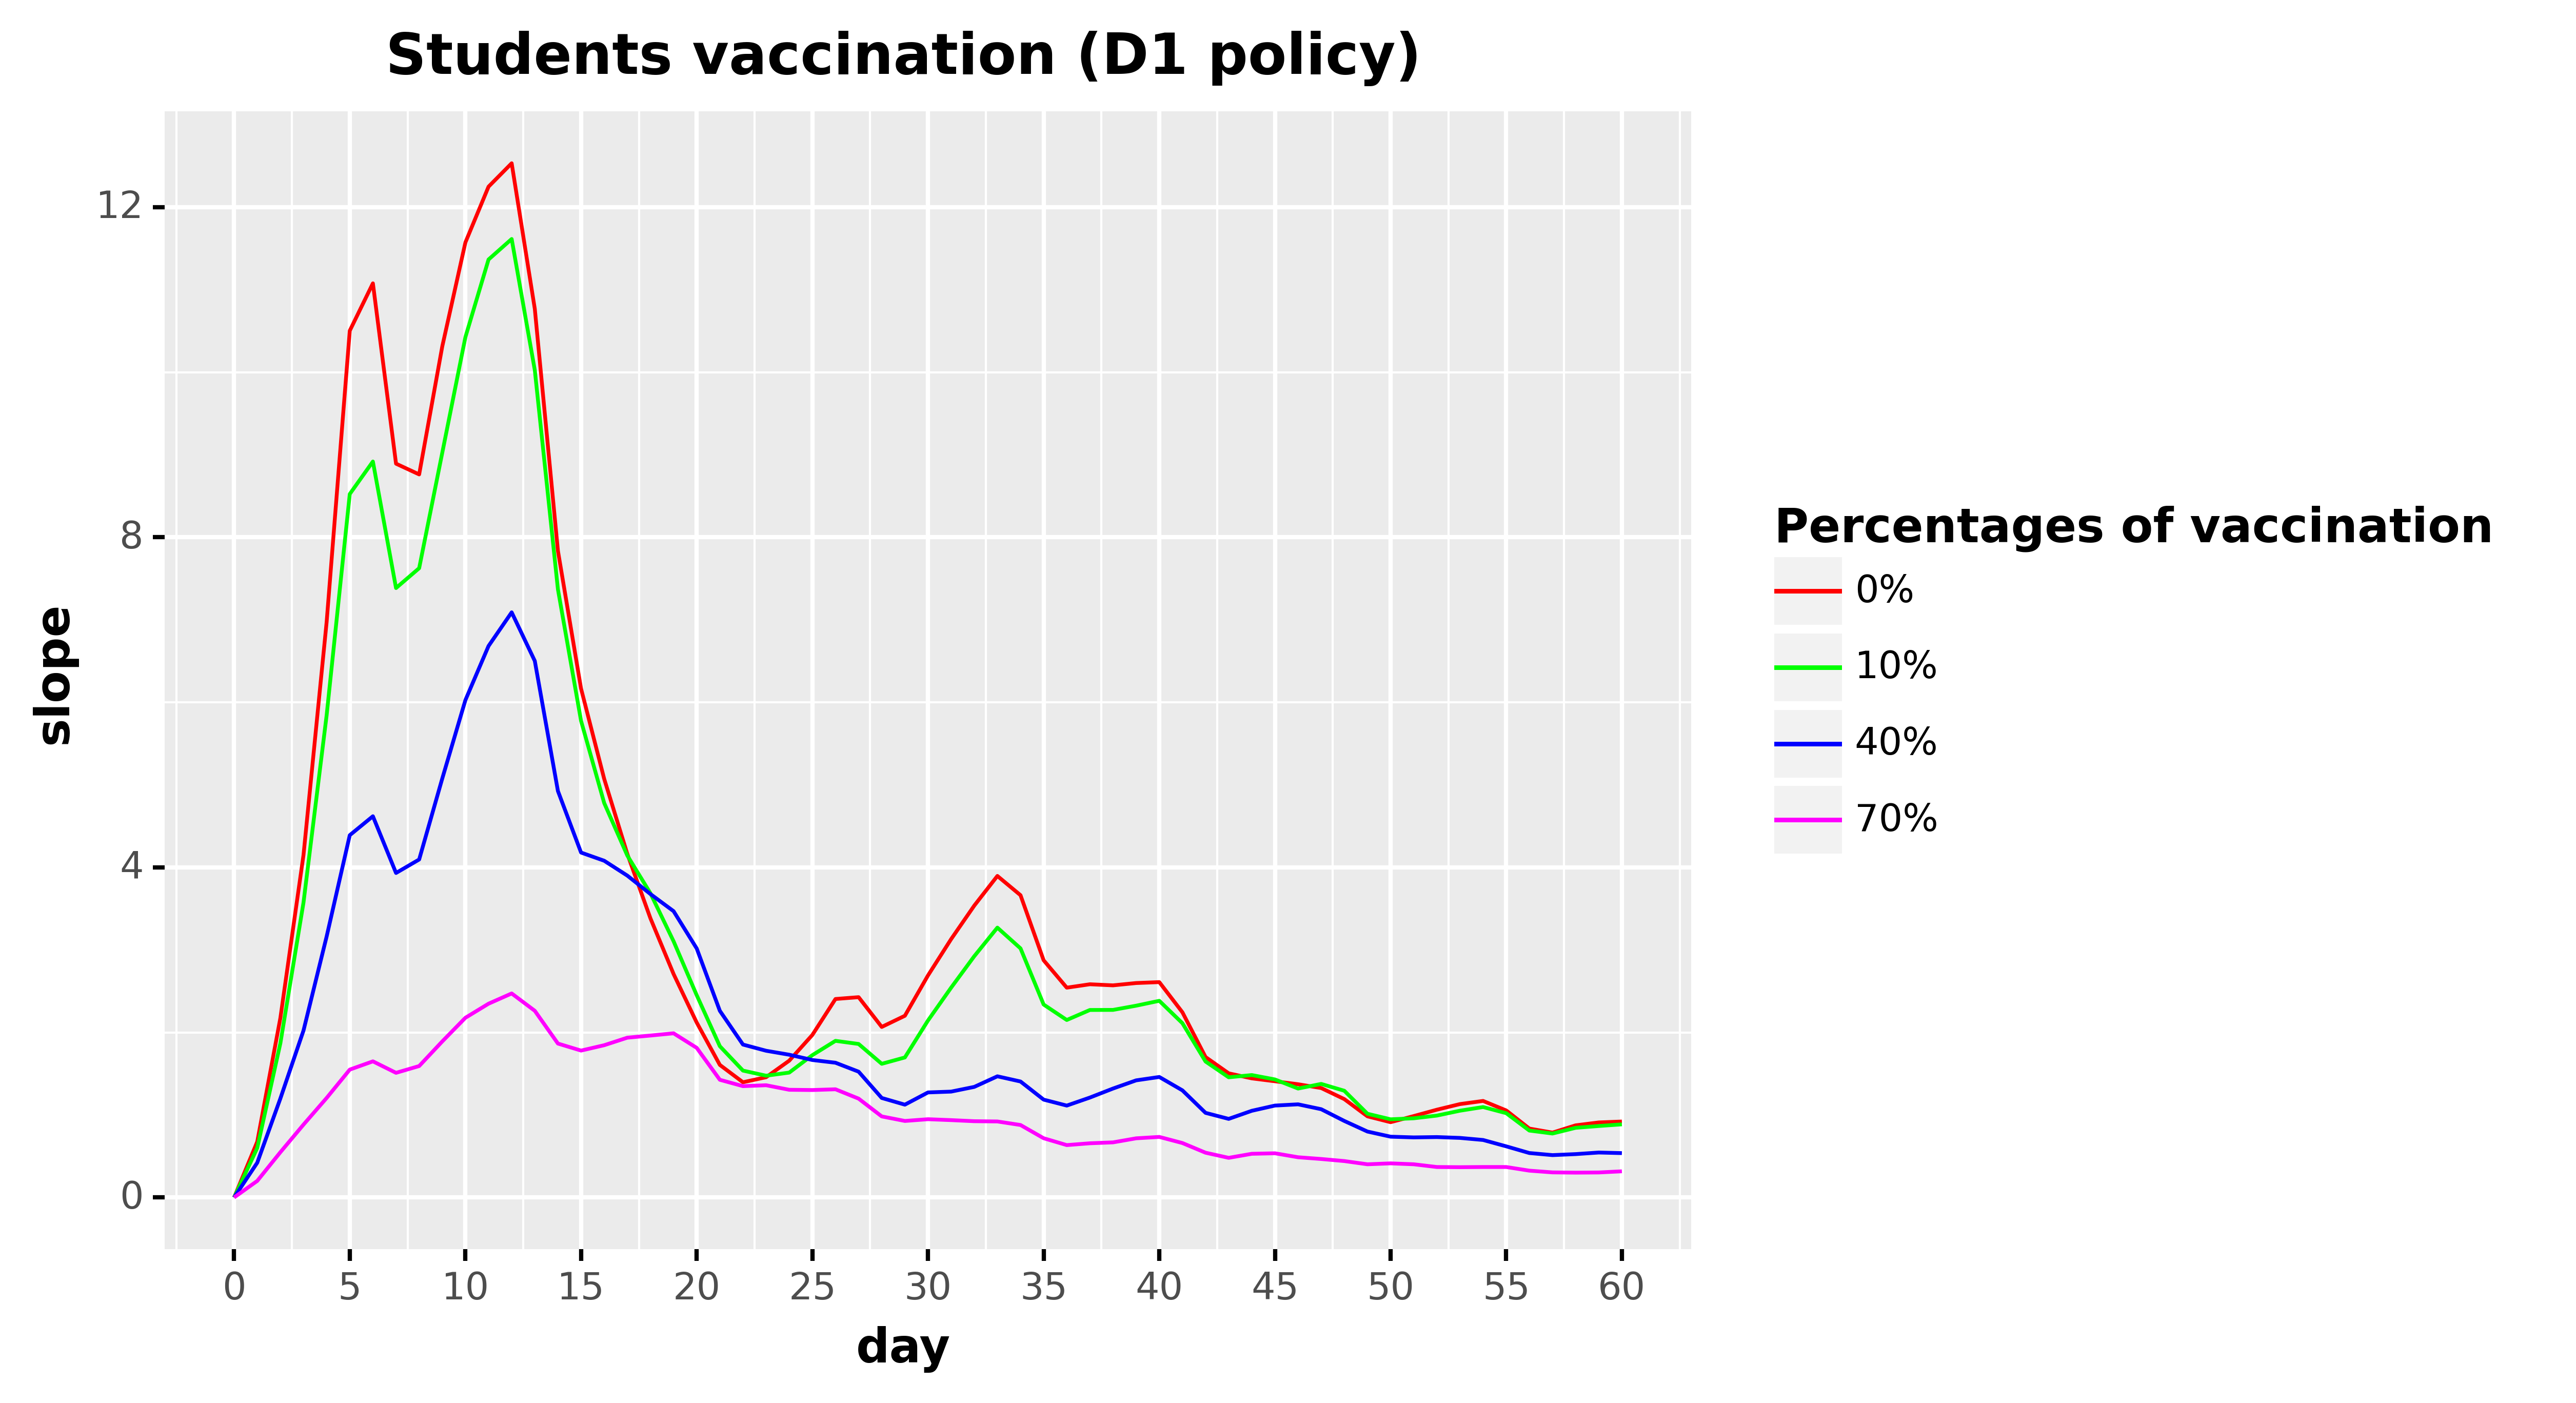 Students vaccination (D1 policy)
12
8
4
0
slope
0 5 10 15 20 25 30 35 40 45 50 55 60
day
Percentages of vaccination
0%
10%
40%
70%